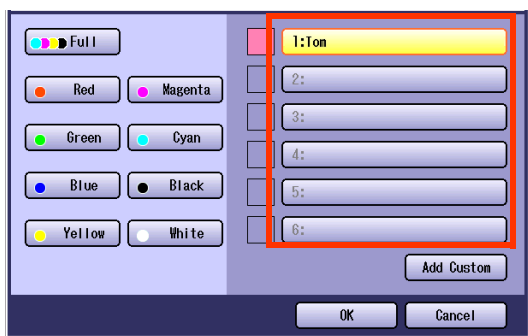 Full
Red Magenta
Green Cyan
Blue Black
Yellow White
1:Tom
2:
3:
4:
5:
6:
Add Custom
OK Cancel